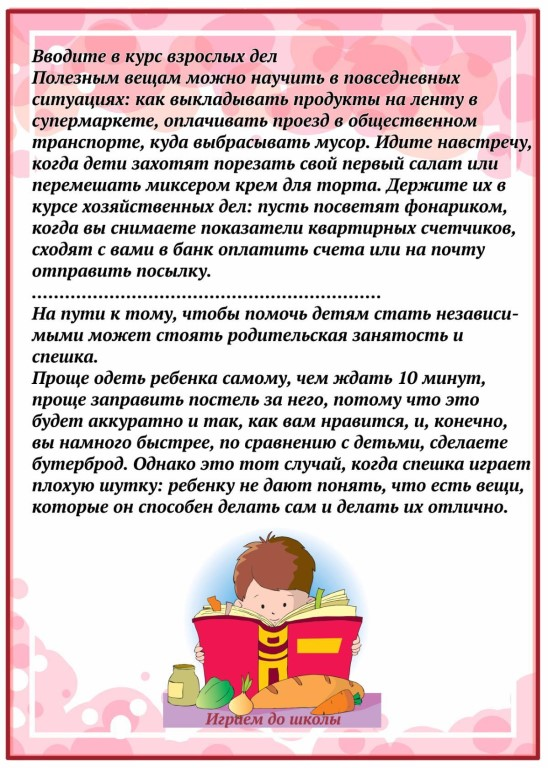 Вводите в курс взрослых дел
Полезным вещам можно научить в повседневных
ситуациях: как выкладывать продукты на ленту в
супермаркете, оплачивать проезд в общественном
транспорте, куда выбрасывать мусор. Идите навстречу,
когда дети захотят порезать свой первый салат или
перемешать миксером крем для торта. Держите их в
курсе хозяйственных дел: пусть посветят фонариком,
когда вы снимаете показатели квартирных счетчиков,
сходят с вами в банк оплатить счета или на почту
отправить посылку.
...............................................................
На пути к тому, чтобы помочь детям стать независи-
мыми может стоять родительская занятость и
спешка.
Проще одеть ребенка самому, чем ждать 10 минут,
проще заправить постель за него, потому что это
будет аккуратно и так, как вам нравится, и, конечно,
вы намного быстрее, по сравнению с детьми, сделаете
бутерброд. Однако это тот случай, когда спешка играет
плохую шутку: ребенку не дают понять, что есть вещи,
которые он способен делать сам и делать их отлично.
Играем до школы